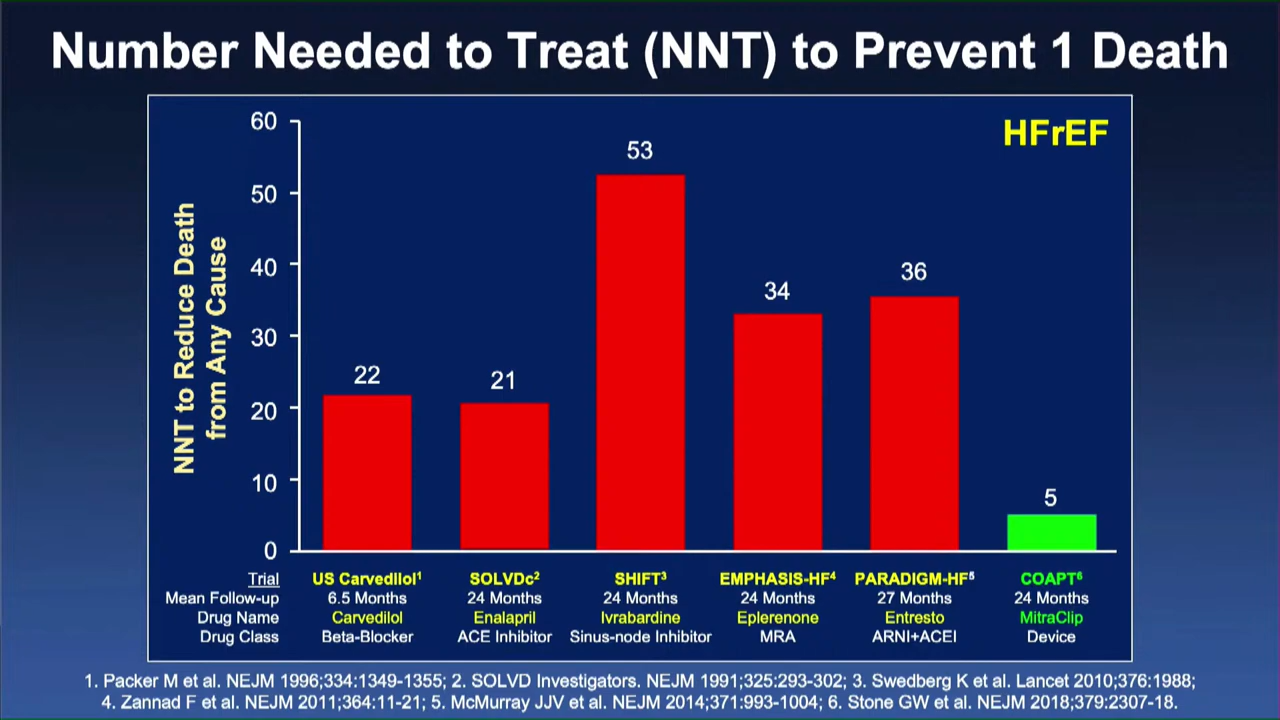 Number Needed to Treat (NNT) to Prevent 1 Death
HFrEF
NNT to Reduce Death
from Any Cause
60
50
40
30
20
10
0
22
21
53
34
36
5
Trial US Carvedilol¹ SOLVDc² SHIFT³ EMPHASIS-HF⁴ PARADIGM-HF⁵ COAPT⁶
Mean Follow-up 6.5 Months 24 Months 24 Months 24 Months 27 Months 24 Months
Drug Name Carvedilol Enalapril Ivrabardine Eplerenone Entresto MitraClip
Drug Class Beta-Blocker ACE Inhibitor Sinus-node Inhibitor MRA ARNI+ACEI Device
1. Packer M et al. NEJM 1996;334:1349-1355; 2. SOLVD Investigators. NEJM 1991;325:293-302; 3. Swedberg K et al. Lancet 2010;376:1988;
4. Zannad F et al. NEJM 2011;364:11-21; 5. McMurray JJV et al. NEJM 2014;371:993-1004; 6. Stone GW et al. NEJM 2018;379:2307-18.